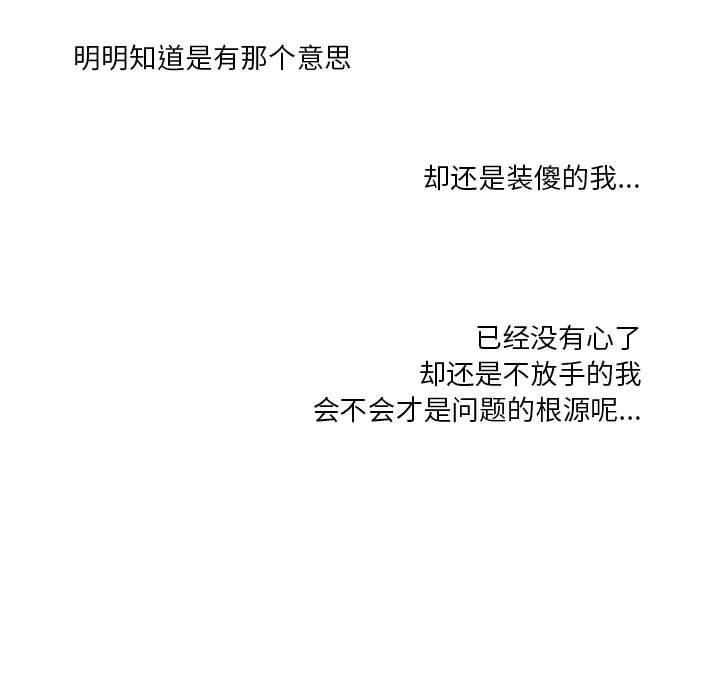 明明知道是有那个意思
却还是装傻的我...
已经没有心了
却还是不放手的我
会不会才是问题的根源呢...